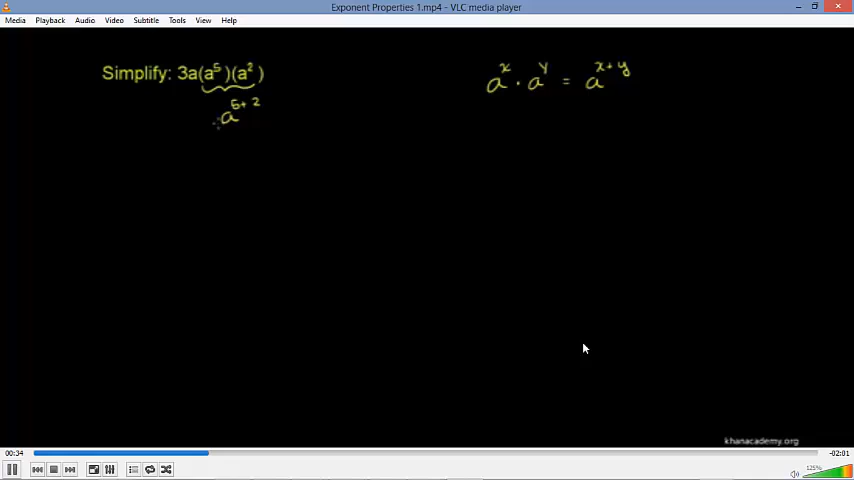 Exponent Properties 1.mp4 - VLC media player
Media Playback Audio Video Subtitle Tools View Help
Simplify: 3a(a⁵)(a²)
aˣ · aʸ = aˣ⁺ʸ
a⁵⁺²
khanacademy.org
00:34 -02:01
125%